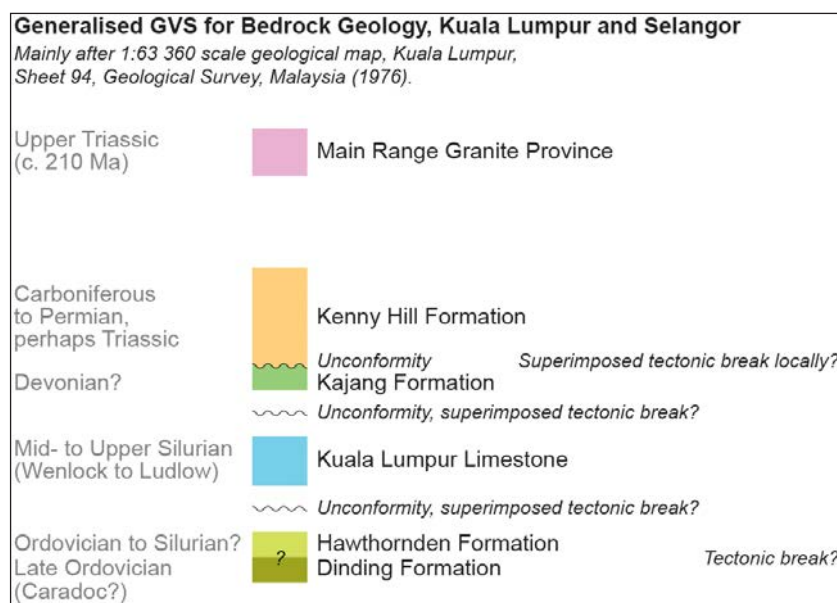 Generalised GVS for Bedrock Geology, Kuala Lumpur and Selangor
Mainly after 1:63 360 scale geological map, Kuala Lumpur,
Sheet 94, Geological Survey, Malaysia (1976).
Upper Triassic
(c. 210 Ma)
Main Range Granite Province
Carboniferous
to Permian,
perhaps Triassic
Kenny Hill Formation
Unconformity Superimposed tectonic break locally?
Devonian? Kajang Formation
Unconformity, superimposed tectonic break?
Mid- to Upper Silurian
(Wenlock to Ludlow)
Kuala Lumpur Limestone
Unconformity, superimposed tectonic break?
Ordovician to Silurian? Hawthornden Formation
? Tectonic break?
Late Ordovician Dinding Formation
(Caradoc?)